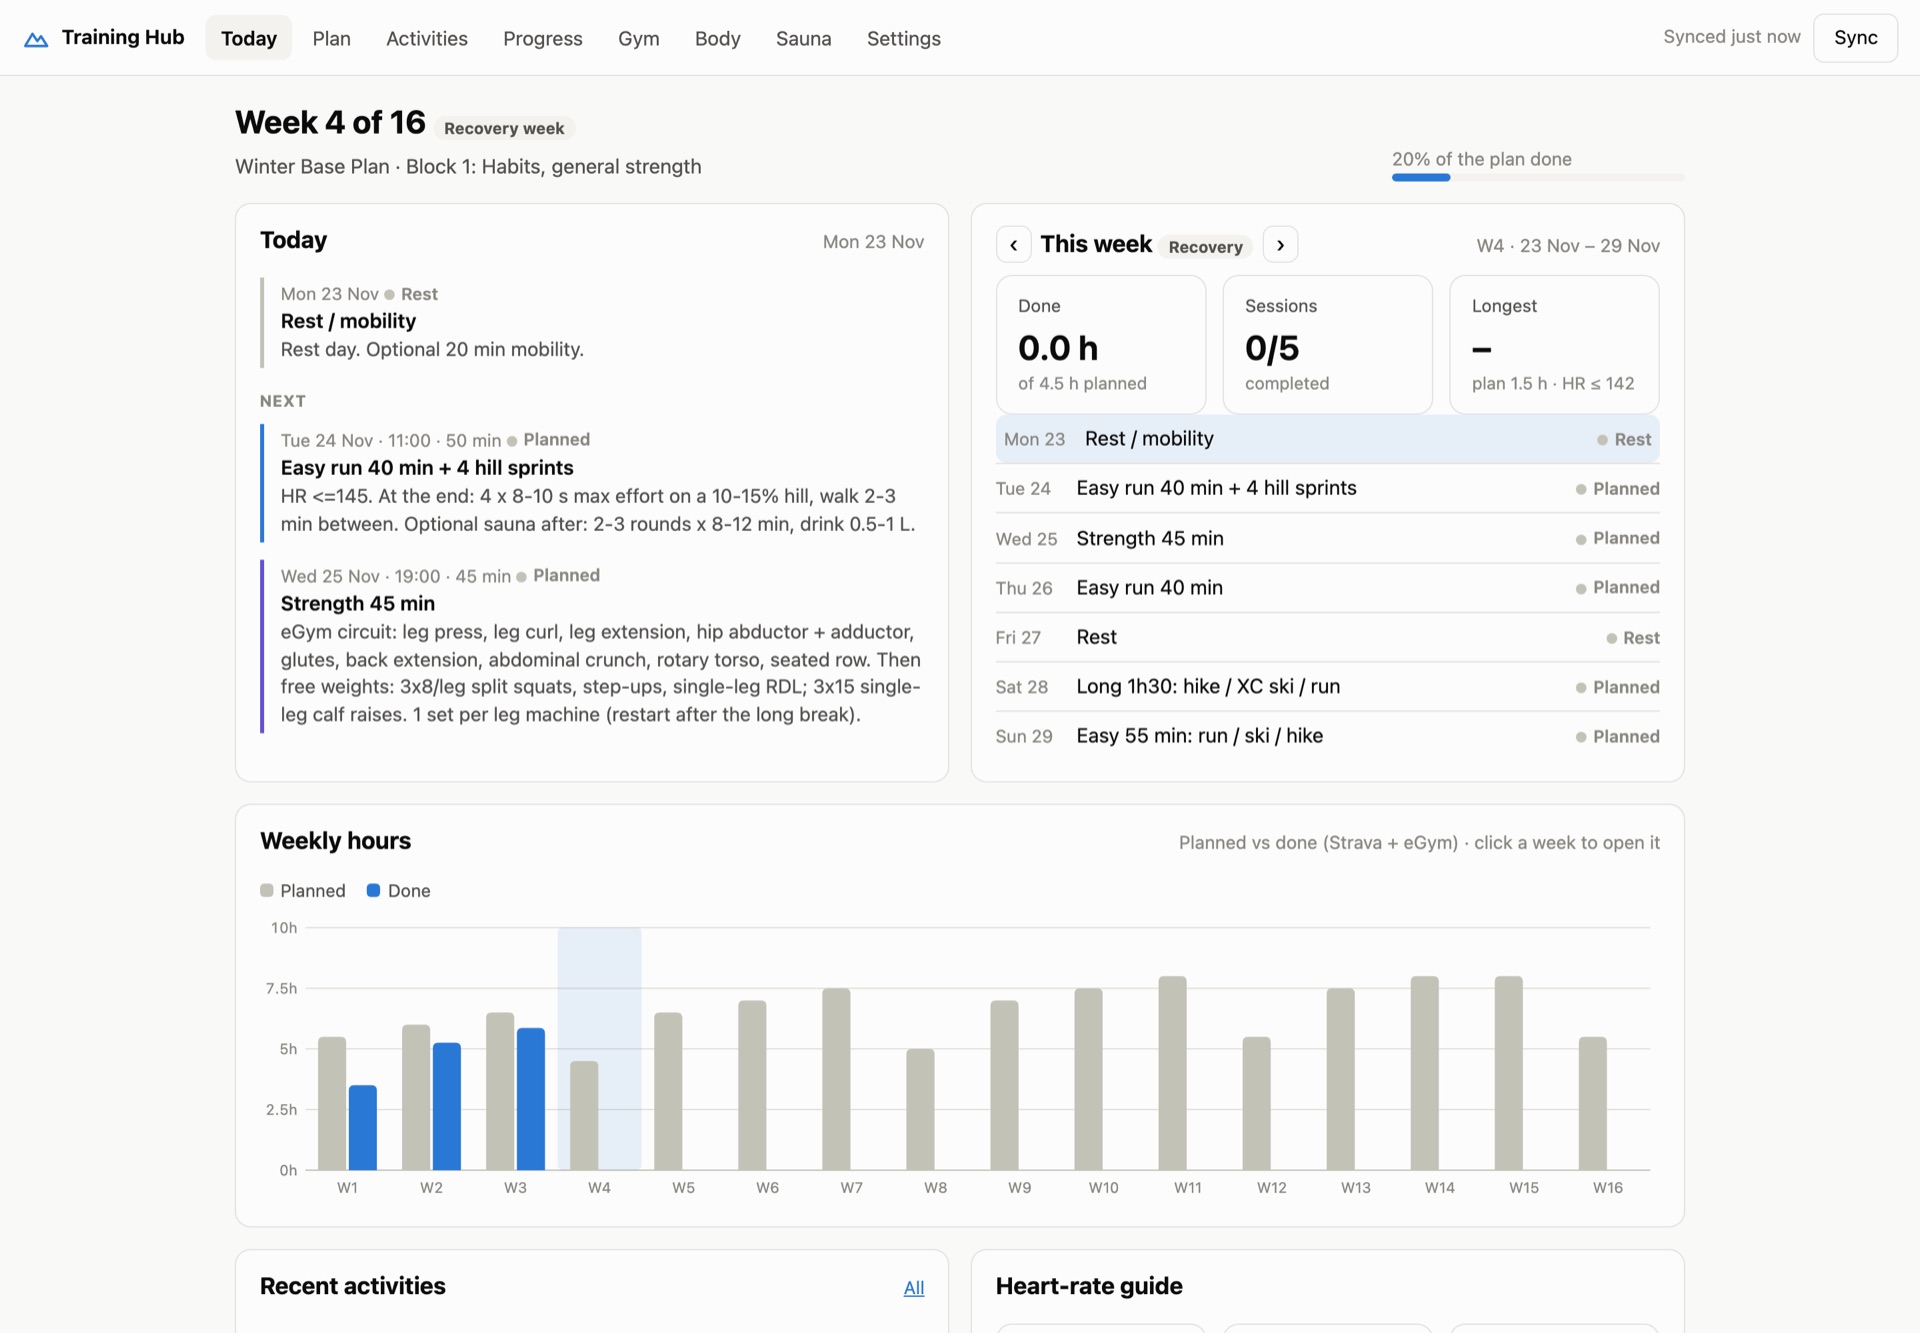 Training Hub
Today
Plan
Activities
Progress
Gym
Body
Sauna
Settings
Synced just now
Sync
Week 4 of 16
Recovery week
Winter Base Plan · Block 1: Habits, general strength
20% of the plan done
Today
Mon 23 Nov
Mon 23 Nov Rest
Rest / mobility
Rest day. Optional 20 min mobility.
NEXT
Tue 24 Nov · 11:00 · 50 min Planned
Easy run 40 min + 4 hill sprints
HR <=145. At the end: 4 x 8-10 s max effort on a 10-15% hill, walk 2-3
min between. Optional sauna after: 2-3 rounds x 8-12 min, drink 0.5-1 L.
Wed 25 Nov · 19:00 · 45 min Planned
Strength 45 min
eGym circuit: leg press, leg curl, leg extension, hip abductor + adductor,
glutes, back extension, abdominal crunch, rotary torso, seated row. Then
free weights: 3x8/leg split squats, step-ups, single-leg RDL; 3x15 single-
leg calf raises. 1 set per leg machine (restart after the long break).
‹ This week Recovery ›
W4 · 23 Nov – 29 Nov
Done
0.0 h
of 4.5 h planned
Sessions
0/5
completed
Longest
–
plan 1.5 h · HR ≤ 142
Mon 23 Rest / mobility Rest
Tue 24 Easy run 40 min + 4 hill sprints Planned
Wed 25 Strength 45 min Planned
Thu 26 Easy run 40 min Planned
Fri 27 Rest Rest
Sat 28 Long 1h30: hike / XC ski / run Planned
Sun 29 Easy 55 min: run / ski / hike Planned
Weekly hours
Planned vs done (Strava + eGym) · click a week to open it
Planned
Done
10h
7.5h
5h
2.5h
0h
W1 W2 W3 W4 W5 W6 W7 W8 W9 W10 W11 W12 W13 W14 W15 W16
Recent activities
All
Heart-rate guide